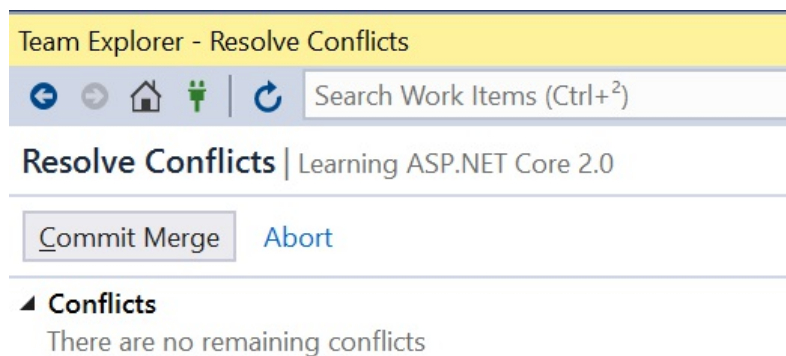 Team Explorer - Resolve Conflicts
Search Work Items (Ctrl+²)
Resolve Conflicts | Learning ASP.NET Core 2.0
Commit Merge Abort
Conflicts
There are no remaining conflicts